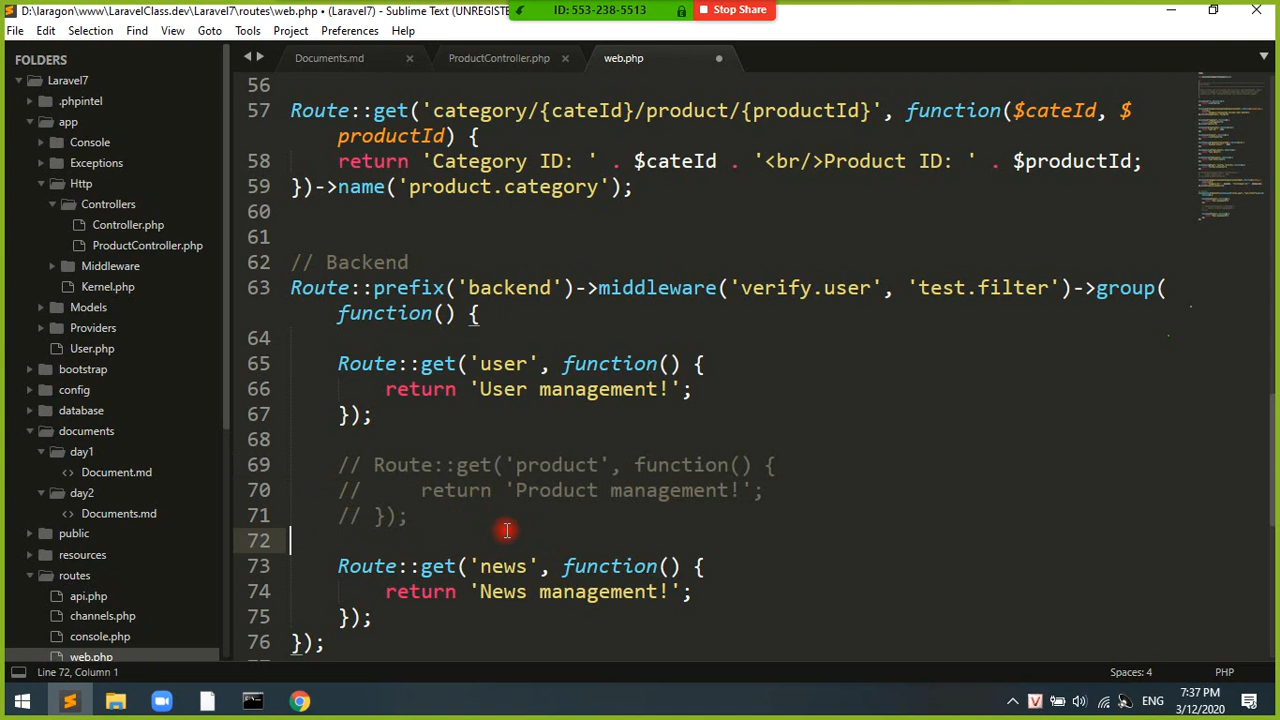 D:\laragon\www\LaravelClass.dev\Laravel7\routes\web.php • (Laravel7) - Sublime Text (UNREGISTE
ID: 553-238-5513
Stop Share
File Edit Selection Find View Goto Tools Project Preferences Help
FOLDERS
Laravel7
.phpintel
app
Console
Exceptions
Http
Controllers
Controller.php
ProductController.php
Middleware
Kernel.php
Models
Providers
User.php
bootstrap
config
database
documents
day1
<> Document.md
day2
<> Documents.md
public
resources
routes
api.php
channels.php
console.php
web.php
Documents.md ProductController.php web.php
56
57 Route::get('category/{cateId}/product/{productId}', function($cateId, $
productId) {
58 return 'Category ID: ' . $cateId . '<br/>Product ID: ' . $productId;
59 })->name('product.category');
60
61
62 // Backend
63 Route::prefix('backend')->middleware('verify.user', 'test.filter')->group(
function() {
64
65 Route::get('user', function() {
66 return 'User management!';
67 });
68
69 // Route::get('product', function() {
70 // return 'Product management!';
71 // });
72
73 Route::get('news', function() {
74 return 'News management!';
75 });
76 });
Line 72, Column 1
Spaces: 4
PHP
ENG
7:37 PM
3/12/2020